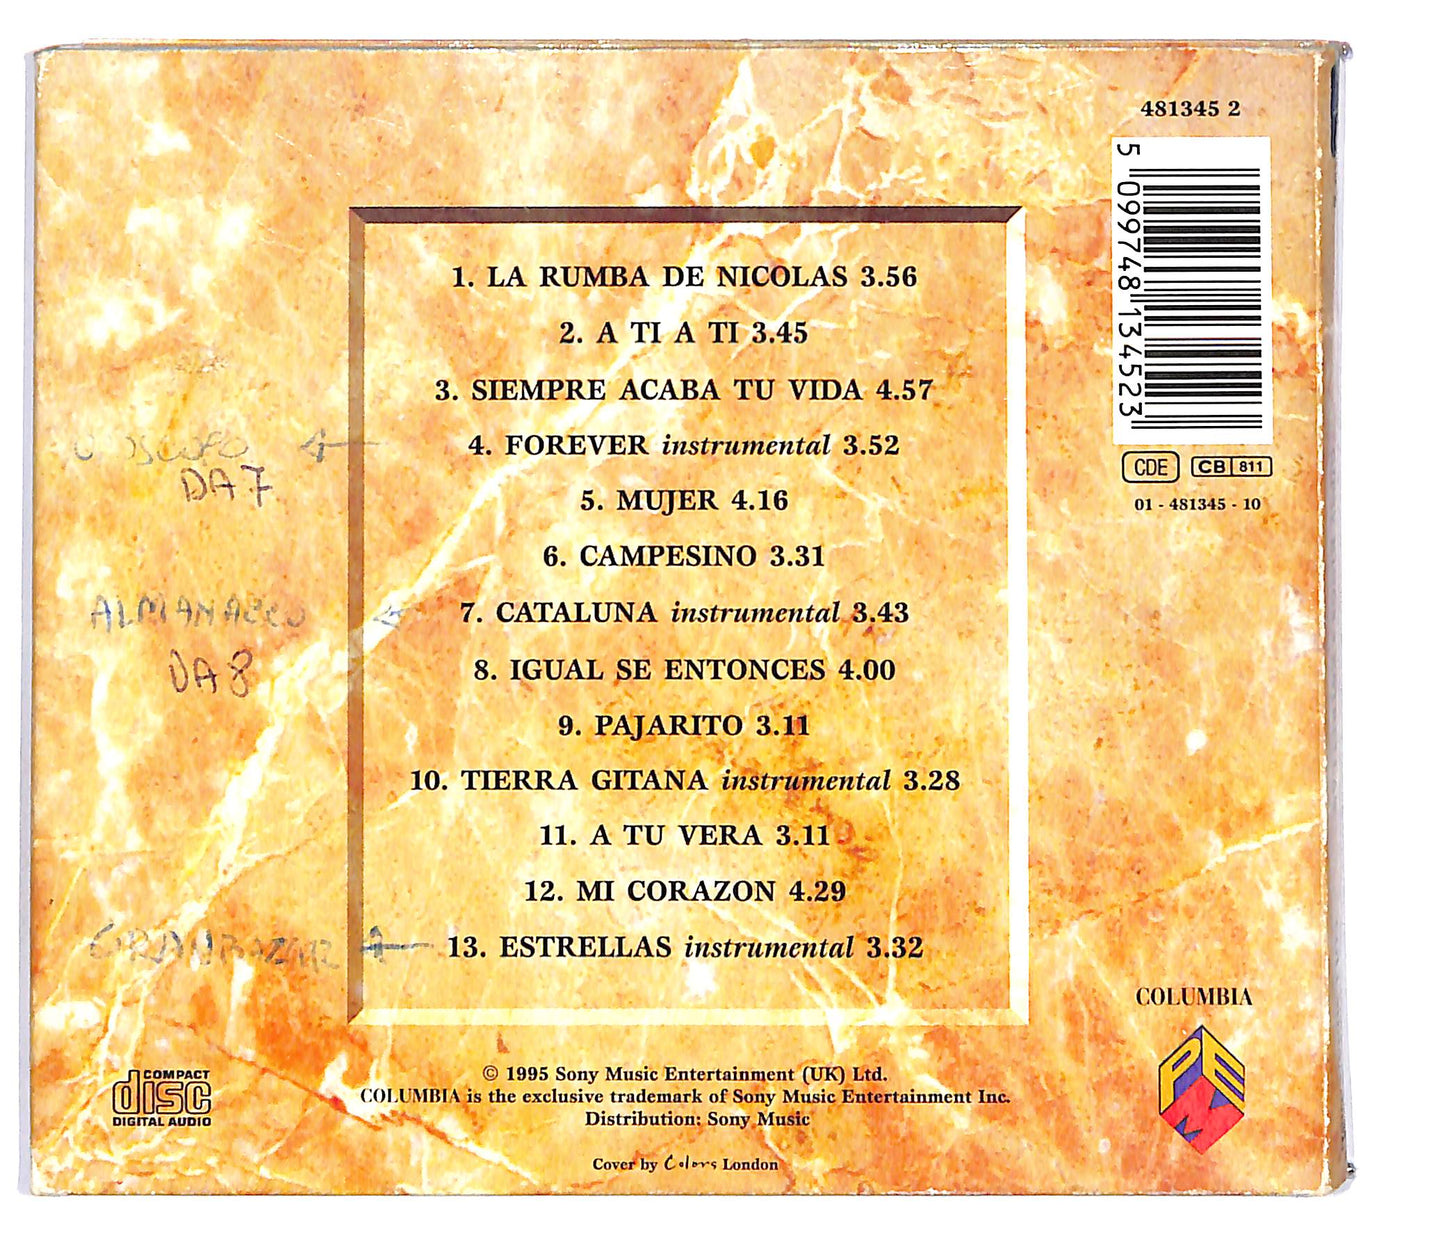 481345 2
5 099748 134523
CDE CB 811
01 - 481345 - 10
1. LA RUMBA DE NICOLAS 3.56
2. A TI A TI 3.45
3. SIEMPRE ACABA TU VIDA 4.57
4. FOREVER instrumental 3.52
DA7
5. MUJER 4.16
6. CAMPESINO 3.31
7. CATALUNA instrumental 3.43
DA8
8. IGUAL SE ENTONCES 4.00
9. PAJARITO 3.11
10. TIERRA GITANA instrumental 3.28
11. A TU VERA 3.11
12. MI CORAZON 4.29
13. ESTRELLAS instrumental 3.32
COLUMBIA
PEM
COMPACT
disc
DIGITAL AUDIO
© 1995 Sony Music Entertainment (UK) Ltd.
COLUMBIA is the exclusive trademark of Sony Music Entertainment Inc.
Distribution: Sony Music
Cover by Colors London